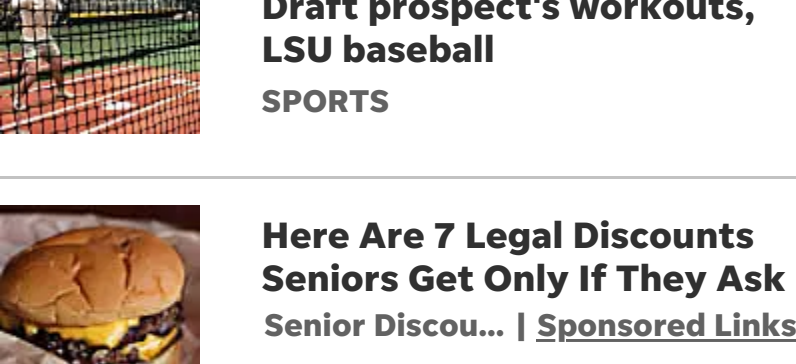 Draft prospect's workouts,
LSU baseball
SPORTS
Here Are 7 Legal Discounts
Seniors Get Only If They Ask
Senior Discou... | Sponsored Links